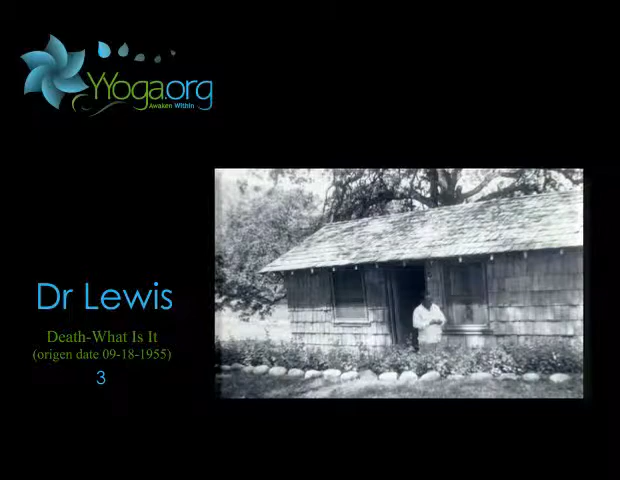 YYoga.org
Awaken Within
Dr Lewis
Death-What Is It
(origen date 09-18-1955)
3